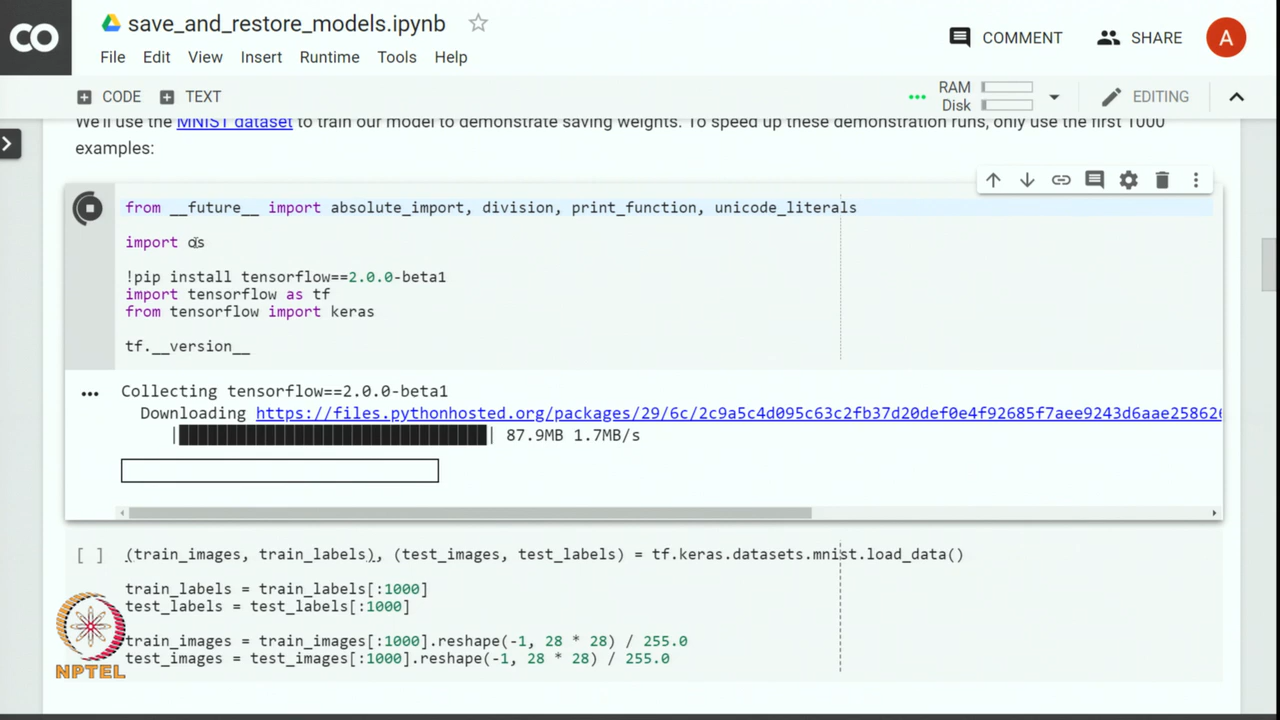 CO
save_and_restore_models.ipynb
COMMENT
SHARE
A
File Edit View Insert Runtime Tools Help
CODE TEXT
RAM
Disk
EDITING
We'll use the MNIST dataset to train our model to demonstrate saving weights. To speed up these demonstration runs, only use the first 1000
examples:
from __future__ import absolute_import, division, print_function, unicode_literals
import os
!pip install tensorflow==2.0.0-beta1
import tensorflow as tf
from tensorflow import keras
tf.__version__
Collecting tensorflow==2.0.0-beta1
Downloading https://files.pythonhosted.org/packages/29/6c/2c9a5c4d095c63c2fb37d20def0e4f92685f7aee9243d6aae25862
87.9MB 1.7MB/s
[ ] (train_images, train_labels), (test_images, test_labels) = tf.keras.datasets.mnist.load_data()
train_labels = train_labels[:1000]
test_labels = test_labels[:1000]
train_images = train_images[:1000].reshape(-1, 28 * 28) / 255.0
test_images = test_images[:1000].reshape(-1, 28 * 28) / 255.0
NPTEL